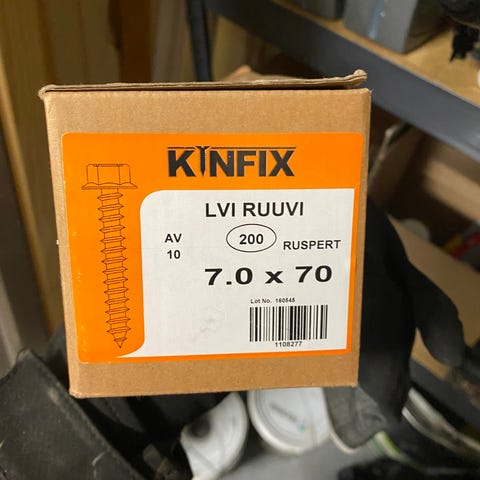 KINFIX
LVI RUUVI
AV 200 RUSPERT
10
7.0 x 70
Lot No. 160545
1108277